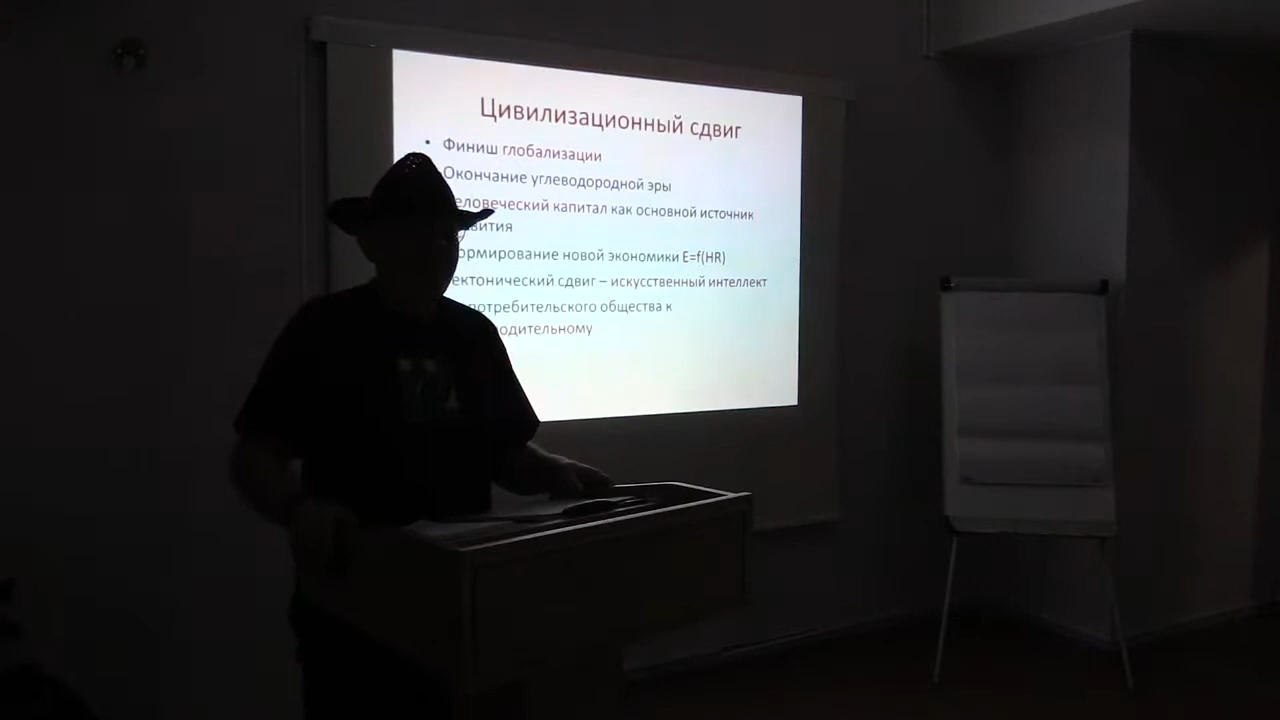 Цивилизационный сдвиг
• Финиш глобализации
Окончание углеводородной эры
еловеческий капитал как основной источник
вития
ормирование новой экономики E=f(HR)
ектонический сдвиг – искусственный интеллект
потребительского общества к
одительному